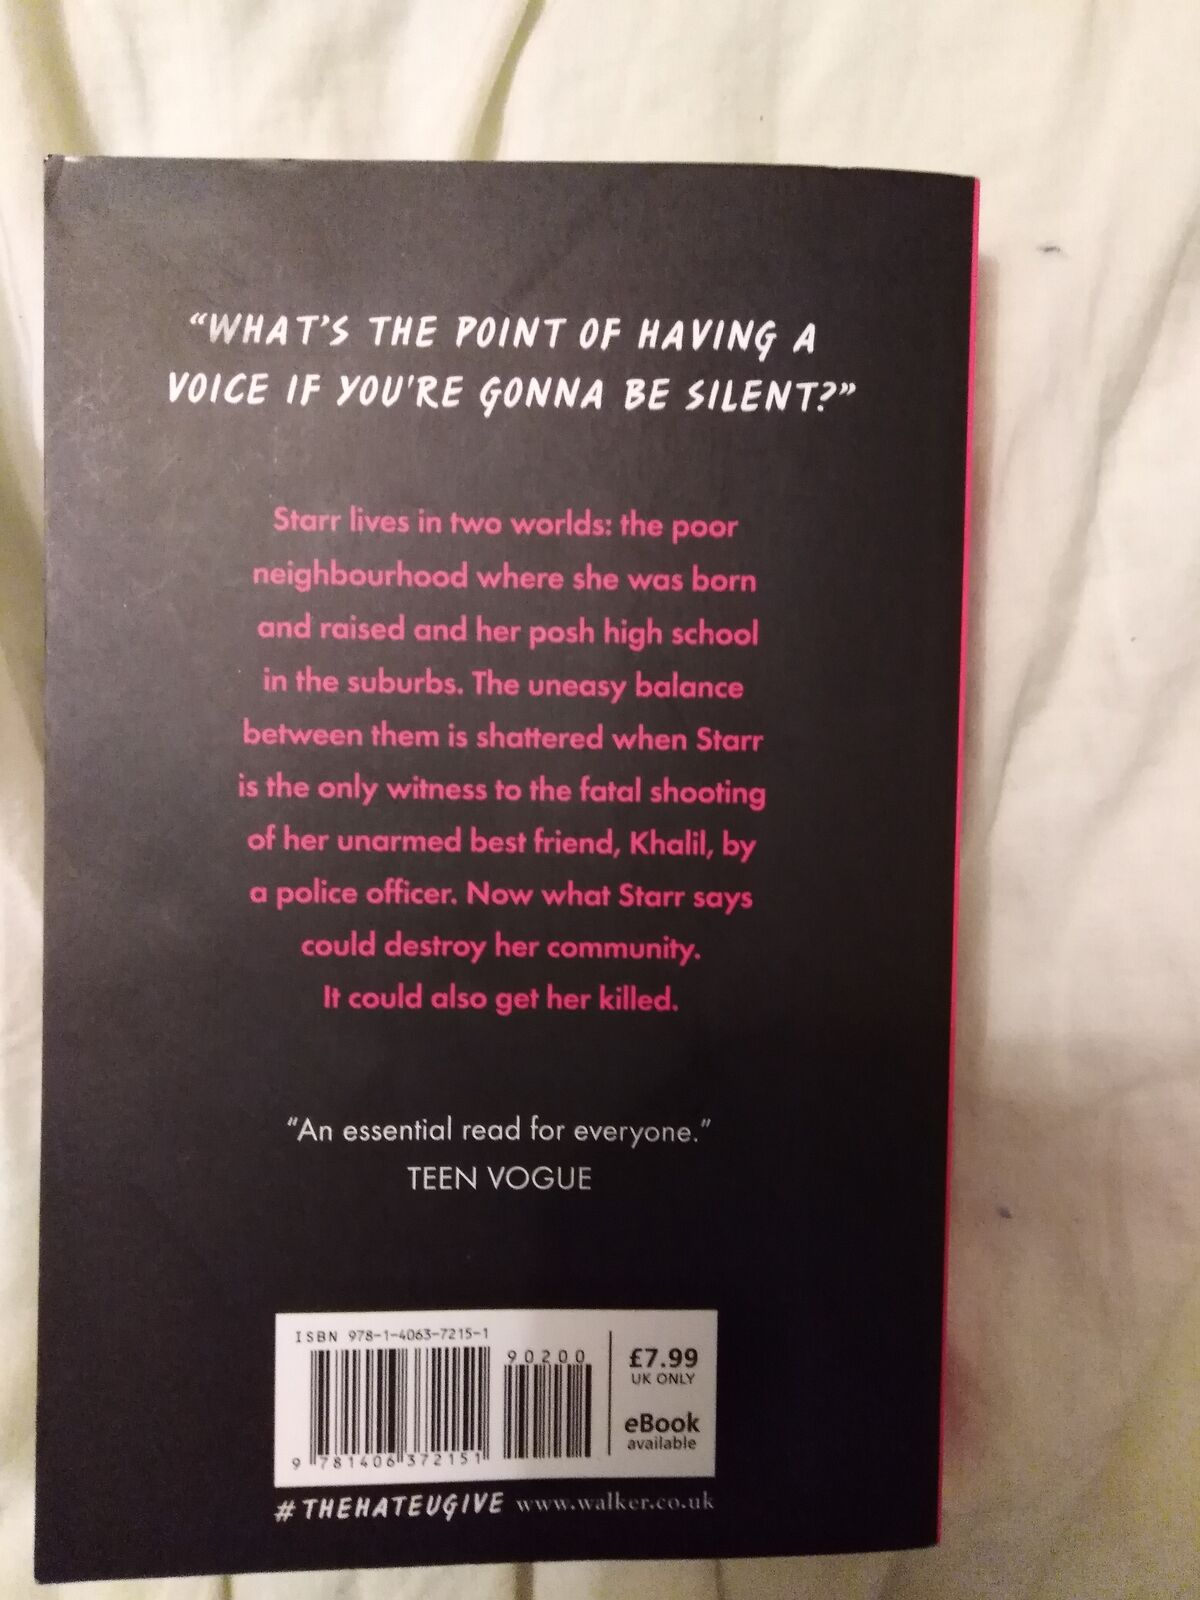 “WHAT'S THE POINT OF HAVING A
VOICE IF YOU'RE GONNA BE SILENT?”
Starr lives in two worlds: the poor
neighbourhood where she was born
and raised and her posh high school
in the suburbs. The uneasy balance
between them is shattered when Starr
is the only witness to the fatal shooting
of her unarmed best friend, Khalil, by
a police officer. Now what Starr says
could destroy her community.
It could also get her killed.
“An essential read for everyone.”
TEEN VOGUE
ISBN 978-1-4063-7215-1
90200
£7.99
UK ONLY
eBook
available
9 781406 372151
#THEHATEUGIVE www.walker.co.uk